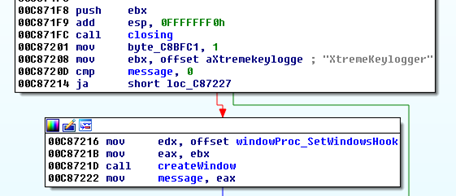 00C871F8 push ebx
00C871F9 add esp, 0FFFFFFF0h
00C871FC call closing
00C87201 mov byte_C8BFC1, 1
00C87208 mov ebx, offset aXtremekeylogge ; "XtremeKeylogger"
00C8720D cmp message, 0
00C87214 ja short loc_C87227
00C87216 mov edx, offset windowProc_SetWindowsHook
00C8721B mov eax, ebx
00C8721D call createWindow
00C87222 mov message, eax